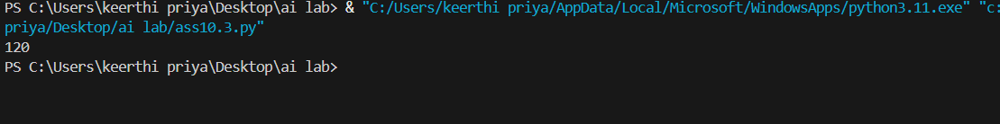 PS C:\Users\keerthi priya\Desktop\ai lab> & "C:/Users/keerthi priya/AppData/Local/Microsoft/WindowsApps/python3.11.exe" "c:
priya/Desktop/ai lab/ass10.3.py"
120
PS C:\Users\keerthi priya\Desktop\ai lab>